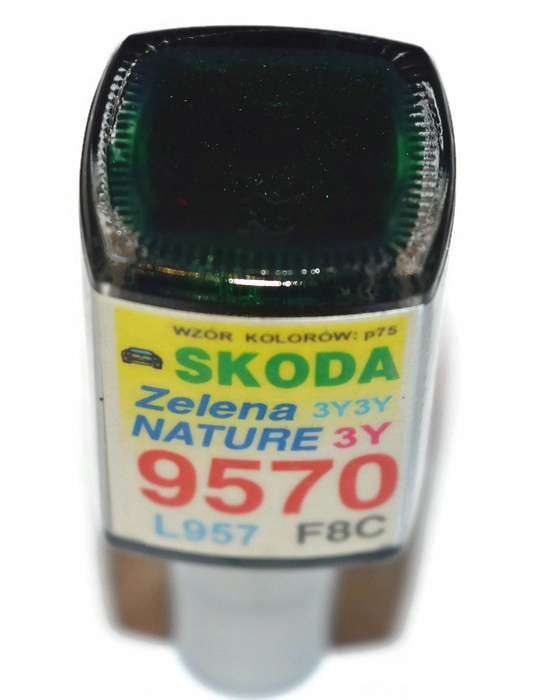 WZÓR KOLORÓW: p75
SKODA
Zelena 3Y3Y
NATURE 3Y
9570
L957 F8C